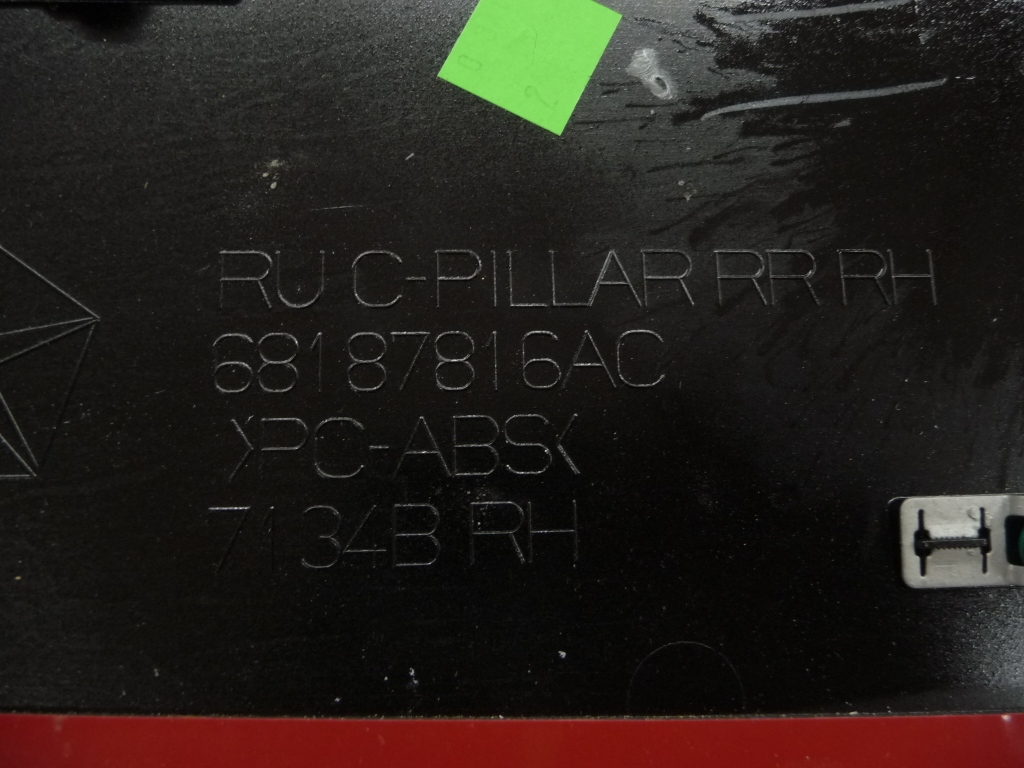 RU C-PILLAR RR RH
68187816AC
>PC-ABS<
7134B RH